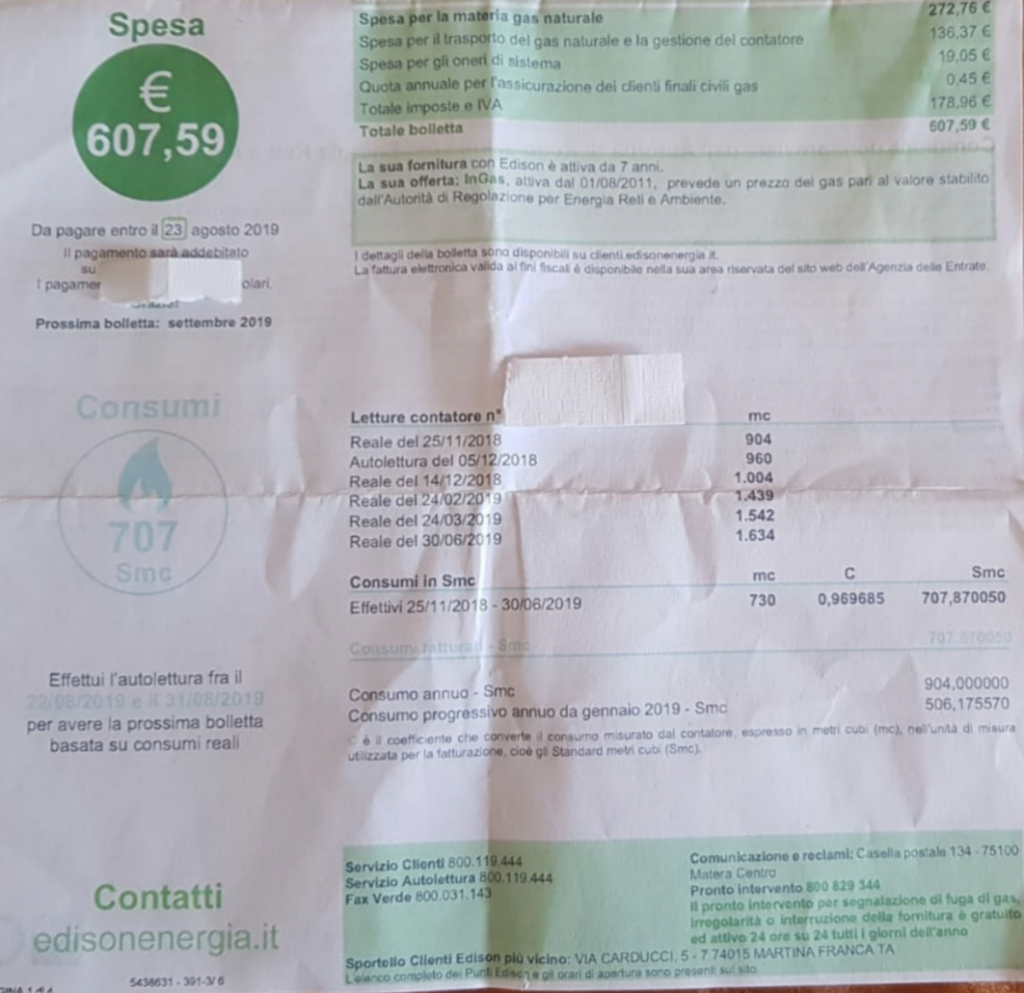 Spesa
€
607,59
Da pagare entro il 23 agosto 2019
Il pagamento sarà addebitato
su
I pagamer olari.
Prossima bolletta: settembre 2019
Spesa per la materia gas naturale 272,76 €
Spesa per il trasporto del gas naturale e la gestione del contatore 136,37 €
Spesa per gli oneri di sistema 19,05 €
Quota annuale per l'assicurazione dei clienti finali civili gas 0,45 €
Totale imposte e IVA 178,96 €
Totale bolletta 607,59 €
La sua fornitura con Edison è attiva da 7 anni.
La sua offerta: InGas, attiva dal 01/08/2011, prevede un prezzo del gas pari al valore stabilito
dall'Autorità di Regolazione per Energia Reti e Ambiente.
I dettagli della bolletta sono disponibili su clienti.edisonenergia.it.
La fattura elettronica valida ai fini fiscali è disponibile nella sua area riservata del sito web dell'Agenzia delle Entrate.
Consumi
707
Smc
Effettui l'autolettura fra il
22/08/2019 e il 31/08/2019
per avere la prossima bolletta
basata su consumi reali
Letture contatore n° mc
Reale del 25/11/2018 904
Autolettura del 05/12/2018 960
Reale del 14/12/2018 1.004
Reale del 24/02/2019 1.439
Reale del 24/03/2019 1.542
Reale del 30/06/2019 1.634
Consumi in Smc mc C Smc
Effettivi 25/11/2018 - 30/06/2019 730 0,969685 707,870050
Consumi fatturati - Smc 707,870050
Consumo annuo - Smc 904,000000
Consumo progressivo annuo da gennaio 2019 - Smc 506,175570
C è il coefficiente che converte il consumo misurato dal contatore, espresso in metri cubi (mc), nell'unità di misura
utilizzata per la fatturazione, cioè gli Standard metri cubi (Smc).
Contatti
edisonenergia.it
5436631 - 391-3/ 6
Servizio Clienti 800.119.444
Servizio Autolettura 800.119.444
Fax Verde 800.031.143
Comunicazione e reclami: Casella postale 134 - 75100
Matera Centro
Pronto intervento 800 829 344
Il pronto intervento per segnalazione di fuga di gas,
irregolarità o interruzione della fornitura è gratuito
ed attivo 24 ore su 24 tutti i giorni dell'anno
Sportello Clienti Edison più vicino: VIA CARDUCCI, 5 - 7 74015 MARTINA FRANCA TA
L'elenco completo dei Punti Edison e gli orari di apertura sono presenti sul sito.